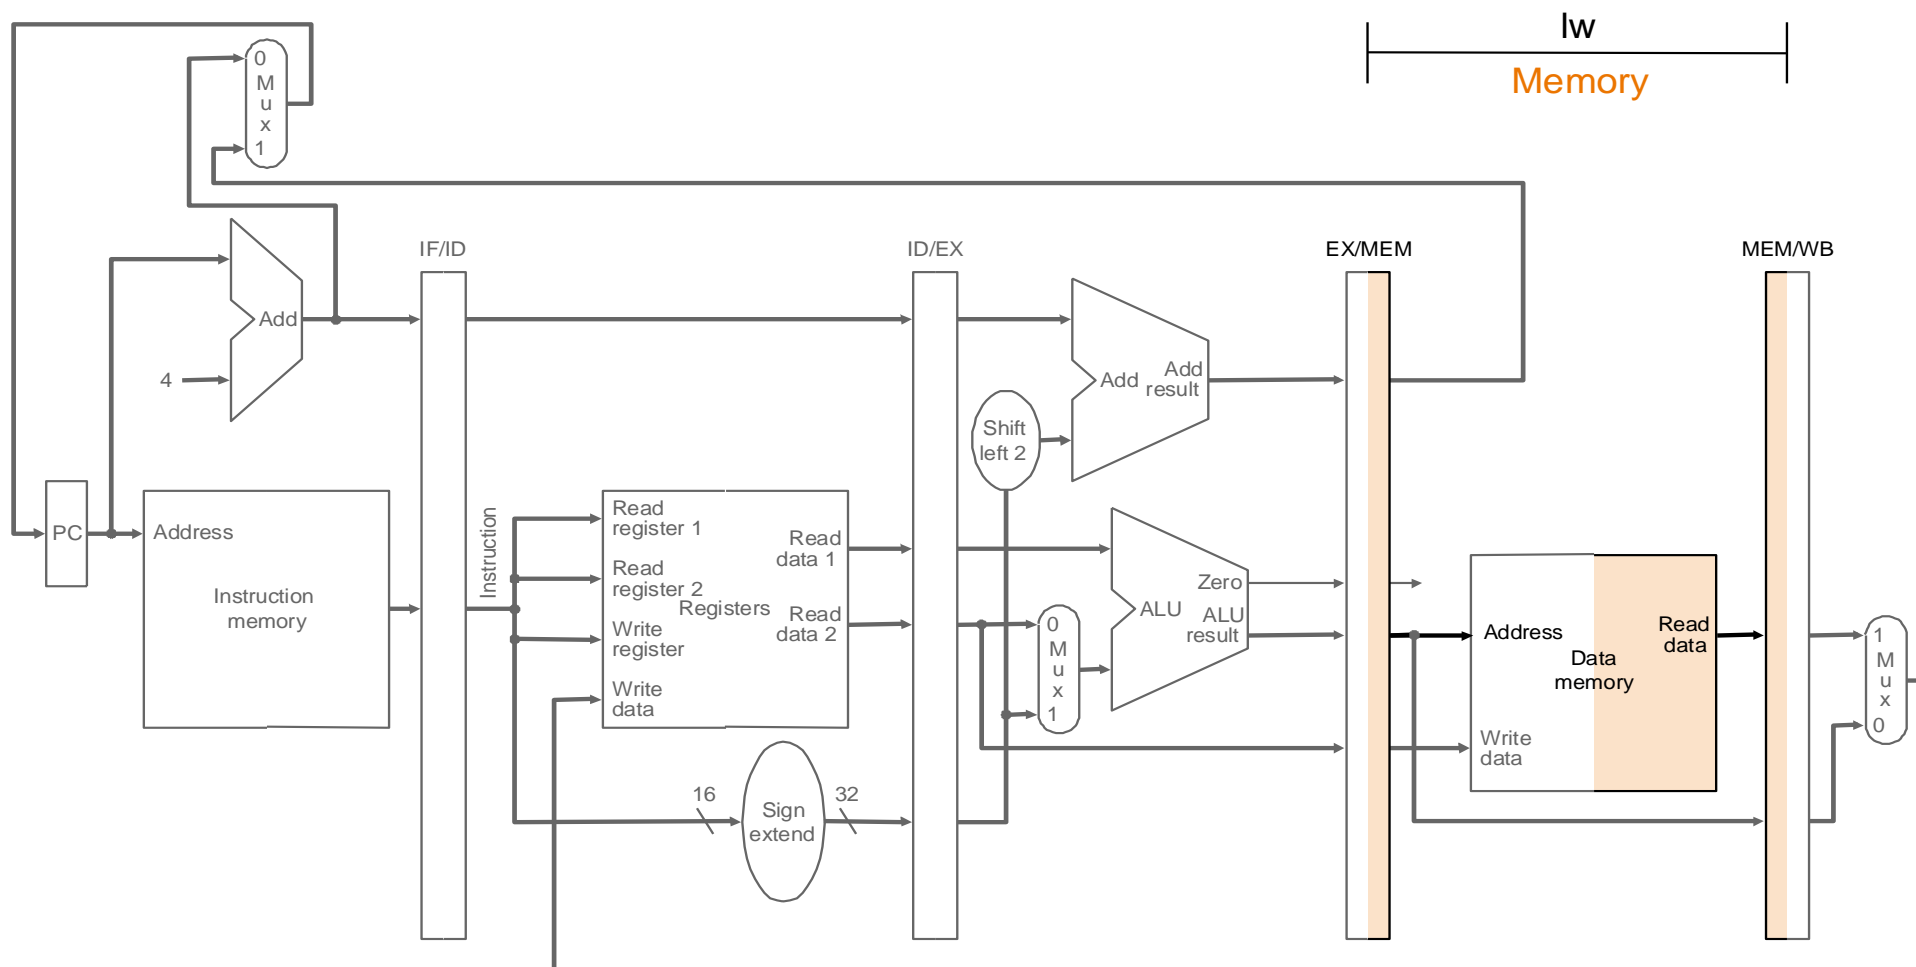 lw
Memory
0
M
u
x
1
IF/ID
ID/EX
EX/MEM
MEM/WB
Add
4
Add
Add
result
Shift
left 2
PC
Address
Instruction
memory
Instruction
Read
register 1
Read
register 2
Write
register
Write
data
Registers
Read
data 1
Read
data 2
0
M
u
x
1
Zero
ALU
ALU
result
Address
Write
data
Data
memory
Read
data
1
M
u
x
0
16
Sign
extend
32